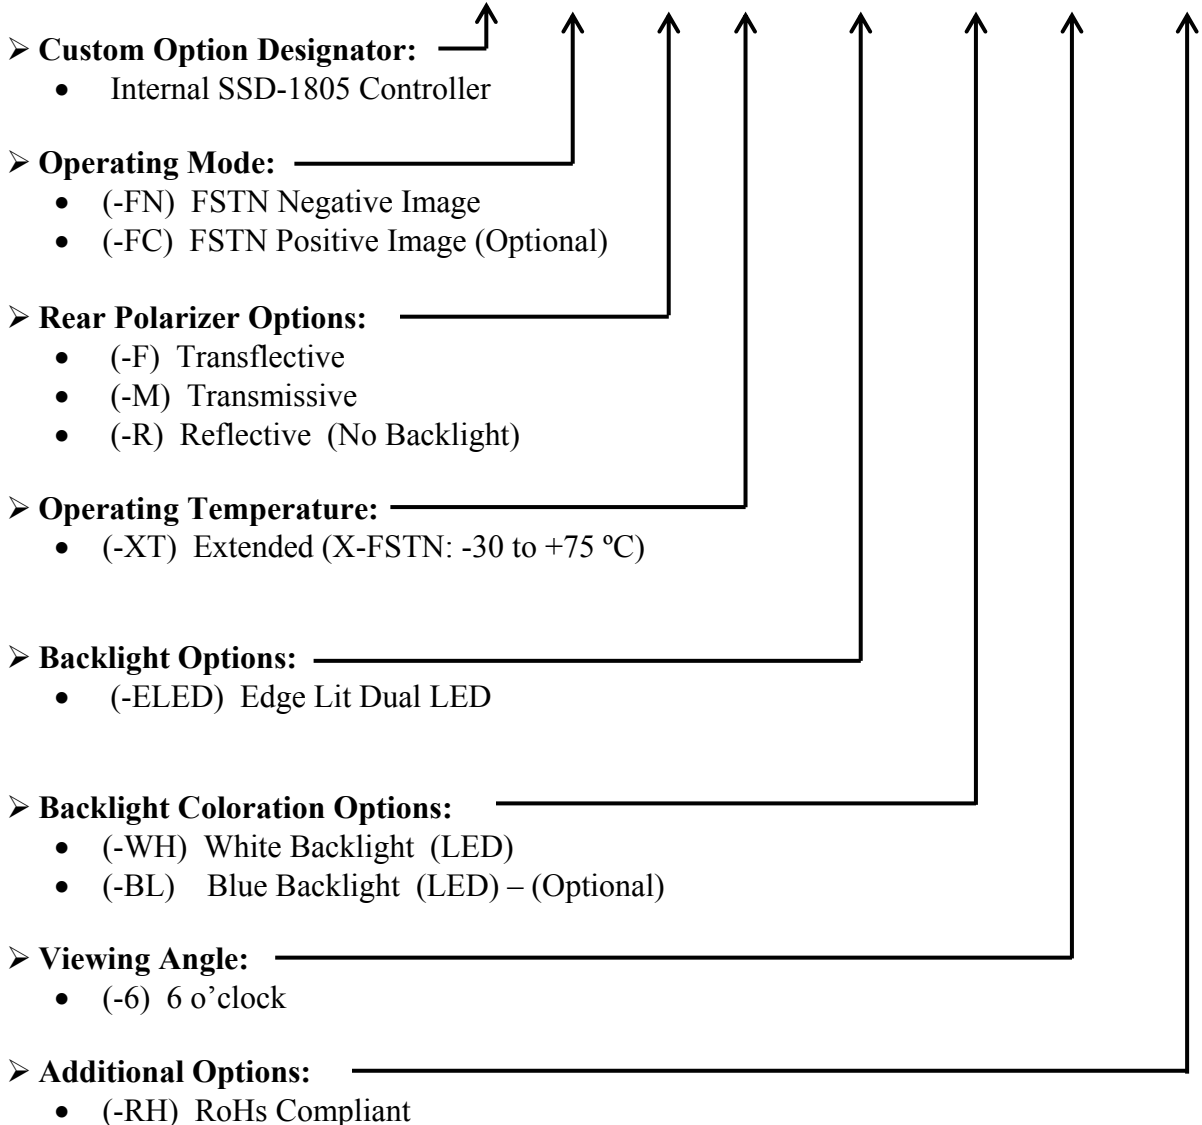 ➢ Custom Option Designator:
• Internal SSD-1805 Controller
➢ Operating Mode:
• (-FN) FSTN Negative Image
• (-FC) FSTN Positive Image (Optional)
➢ Rear Polarizer Options:
• (-F) Transflective
• (-M) Transmissive
• (-R) Reflective (No Backlight)
➢ Operating Temperature:
• (-XT) Extended (X-FSTN: -30 to +75 ºC)
➢ Backlight Options:
• (-ELED) Edge Lit Dual LED
➢ Backlight Coloration Options:
• (-WH) White Backlight (LED)
• (-BL) Blue Backlight (LED) – (Optional)
➢ Viewing Angle:
• (-6) 6 o’clock
➢ Additional Options:
• (-RH) RoHs Compliant